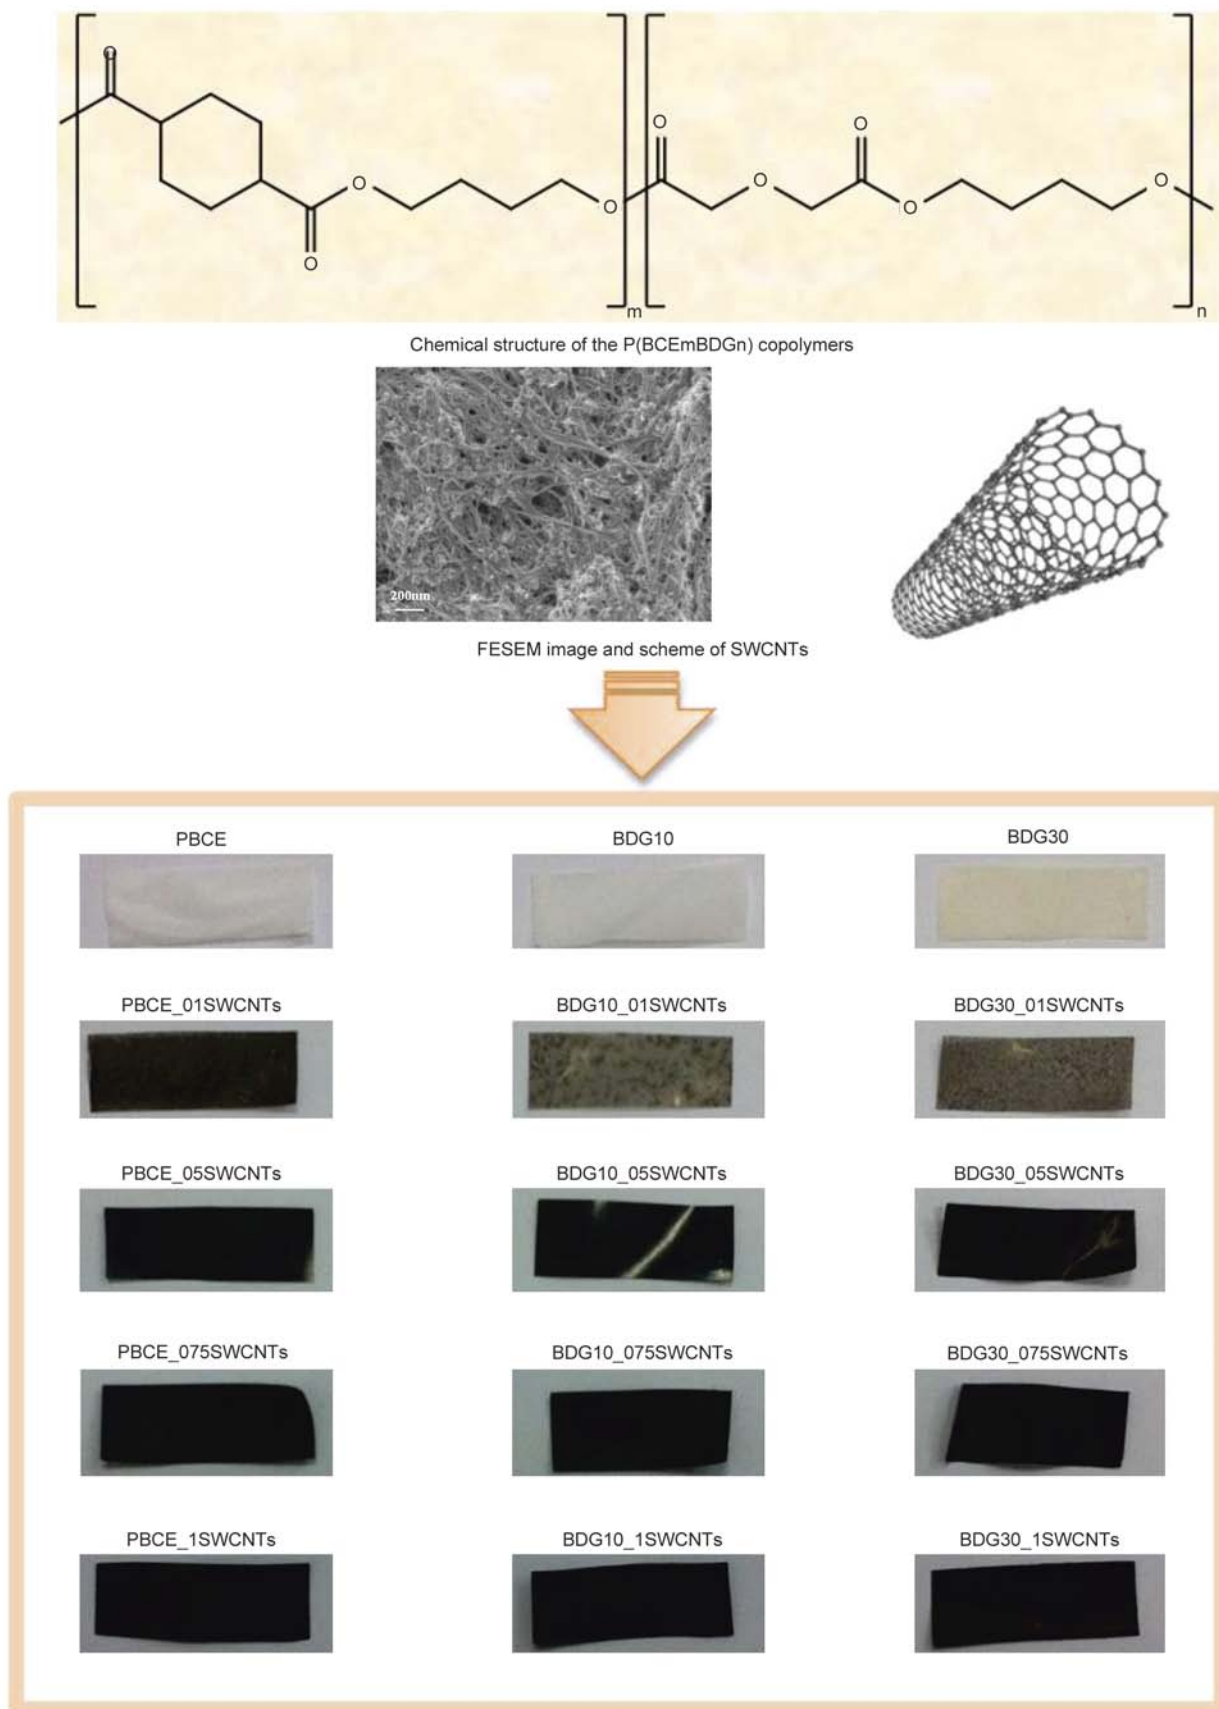 O
O
O
O
O
m
O
O
O
O
O
n
Chemical structure of the P(BCEmBDGn) copolymers
200nm
FESEM image and scheme of SWCNTs
PBCE BDG10 BDG30
PBCE_01SWCNTs BDG10_01SWCNTs BDG30_01SWCNTs
PBCE_05SWCNTs BDG10_05SWCNTs BDG30_05SWCNTs
PBCE_075SWCNTs BDG10_075SWCNTs BDG30_075SWCNTs
PBCE_1SWCNTs BDG10_1SWCNTs BDG30_1SWCNTs